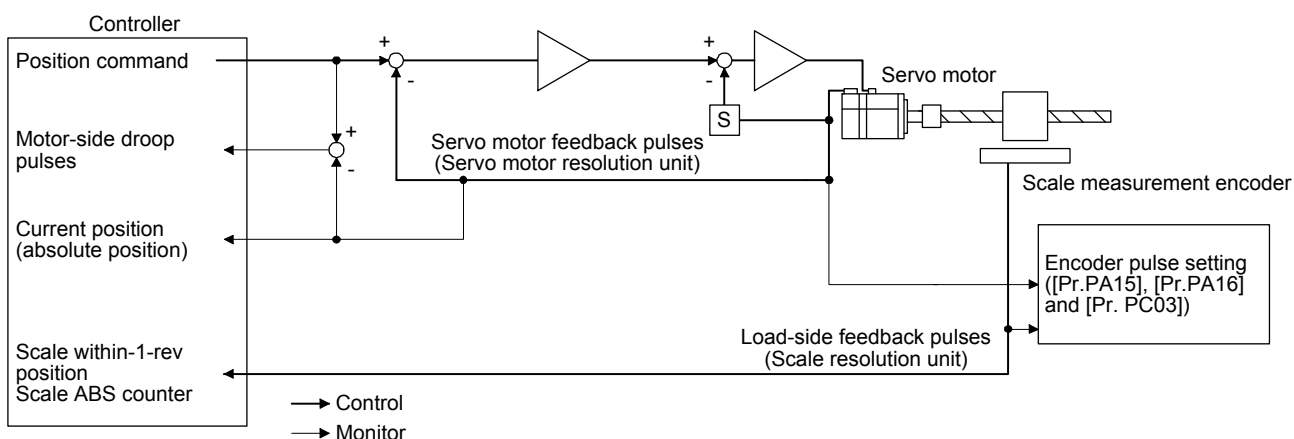 Controller
Position command
+
-
+
-
Servo motor
S
Motor-side droop
pulses
+
-
Servo motor feedback pulses
(Servo motor resolution unit)
Scale measurement encoder
Current position
(absolute position)
Encoder pulse setting
([Pr.PA15], [Pr.PA16]
and [Pr. PC03])
Load-side feedback pulses
(Scale resolution unit)
Scale within-1-rev
position
Scale ABS counter
Control
Monitor